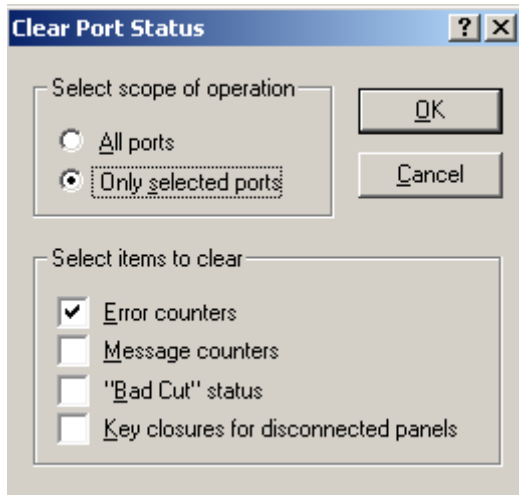 Clear Port Status
Select scope of operation
All ports
Only selected ports
OK
Cancel
Select items to clear
Error counters
Message counters
"Bad Cut" status
Key closures for disconnected panels